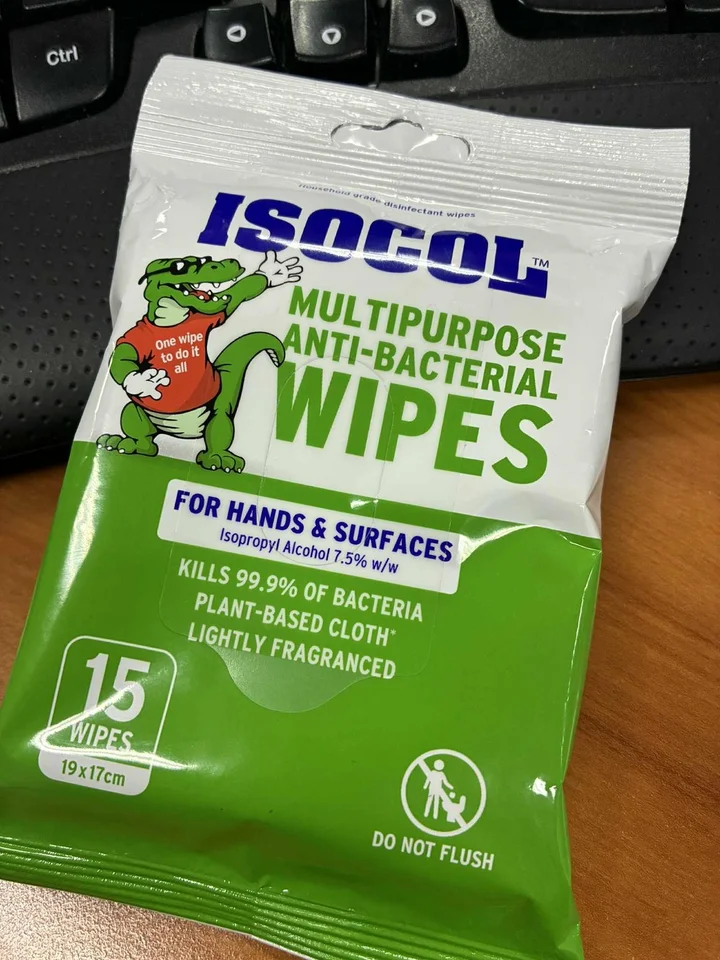 Ctrl
Household grade disinfectant wipes
ISOCOL™
MULTIPURPOSE
ANTI-BACTERIAL
WIPES
One wipe
to do it
all
FOR HANDS & SURFACES
Isopropyl Alcohol 7.5% w/w
KILLS 99.9% OF BACTERIA
PLANT-BASED CLOTH*
LIGHTLY FRAGRANCED
15
WIPES
19x17cm
DO NOT FLUSH